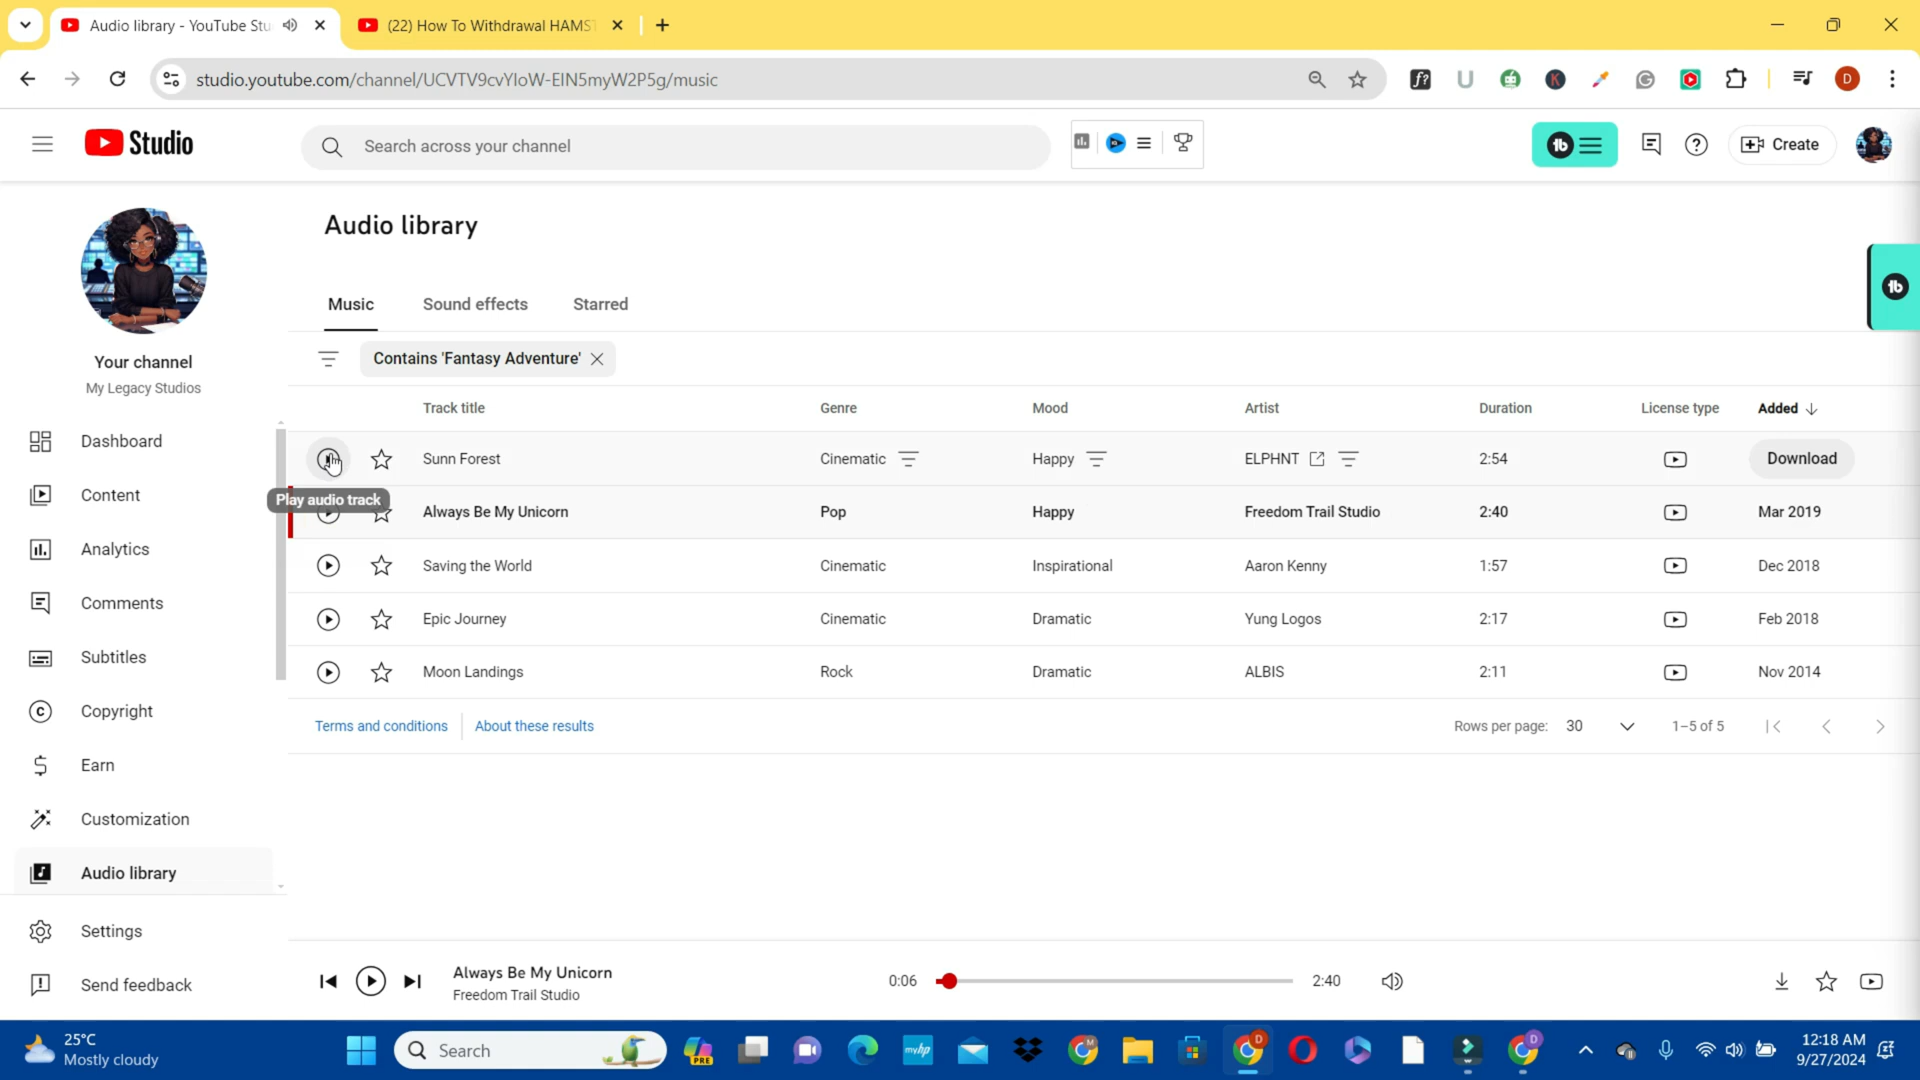 Audio library - YouTube Stu
(22) How To Withdrawal HAMST
studio.youtube.com/channel/UCVTV9cvYIoW-EIN5myW2P5g/music
D
Studio
Search across your channel
Create
Your channel
My Legacy Studios
Dashboard
Content
Analytics
Comments
Subtitles
Copyright
Earn
Customization
Audio library
Settings
Send feedback
Audio library
Music Sound effects Starred
Contains 'Fantasy Adventure'
Track title Genre Mood Artist Duration License type Added
Sunn Forest Cinematic Happy ELPHNT 2:54 Download
Play audio track
Always Be My Unicorn Pop Happy Freedom Trail Studio 2:40 Mar 2019
Saving the World Cinematic Inspirational Aaron Kenny 1:57 Dec 2018
Epic Journey Cinematic Dramatic Yung Logos 2:17 Feb 2018
Moon Landings Rock Dramatic ALBIS 2:11 Nov 2014
Terms and conditions About these results Rows per page: 30 1–5 of 5
Always Be My Unicorn
Freedom Trail Studio
0:06 2:40
25°C
Mostly cloudy
Search
PRE
myhp
12:18 AM
9/27/2024